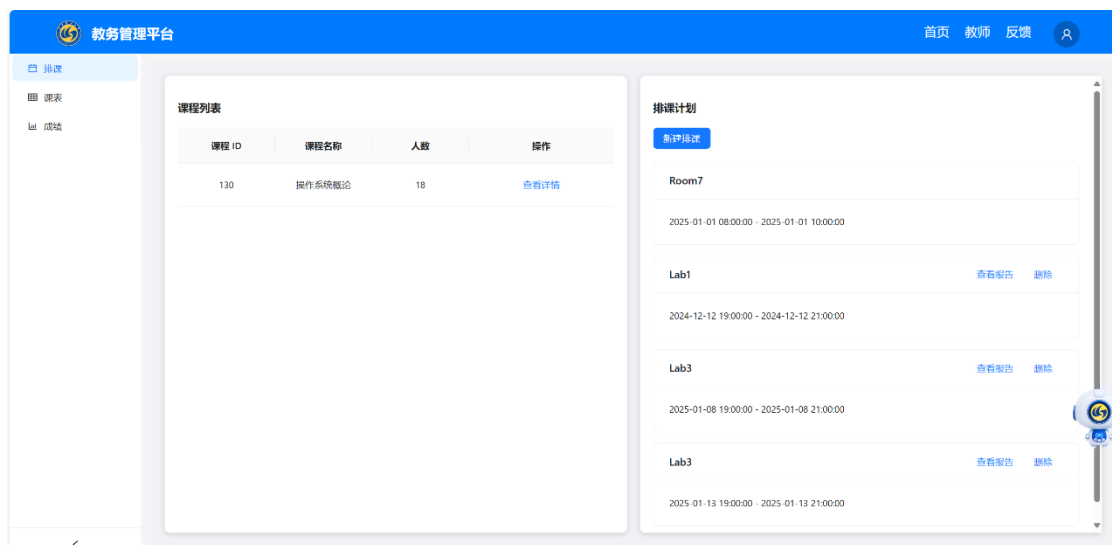 教务管理平台
首页 教师 反馈
排课
课表
成绩
课程列表
课程 ID 课程名称 人数 操作
130 操作系统概论 18 查看详情
排课计划
新建排课
Room7
2025-01-01 08:00:00 - 2025-01-01 10:00:00
Lab1 查看报告 删除
2024-12-12 19:00:00 - 2024-12-12 21:00:00
Lab3 查看报告 删除
2025-01-08 19:00:00 - 2025-01-08 21:00:00
Lab3 查看报告 删除
2025-01-13 19:00:00 - 2025-01-13 21:00:00